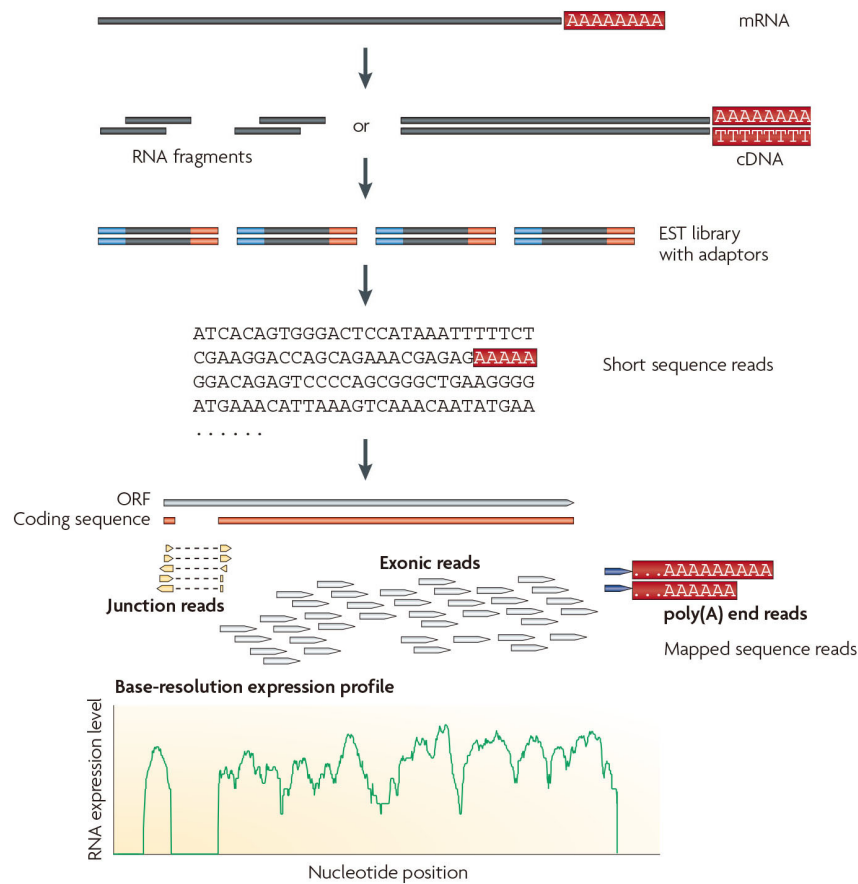 AAAAAAAA
mRNA
AAAAAAAA
or
TTTTTTTT
RNA fragments
cDNA
EST library
with adaptors
ATCACAGTGGGACTCCATAAATTTTTCT
CGAAGGACCAGCAGAAACGAGAGAAAAA
GGACAGAGTCCCCAGCGGGCTGAAGGGG
ATGAAACATTAAAGTCAAACAATATGAA
......
Short sequence reads
ORF
Coding sequence
Exonic reads
...AAAAAAAAA
...AAAAAA
Junction reads
poly(A) end reads
Mapped sequence reads
Base-resolution expression profile
RNA expression level
Nucleotide position